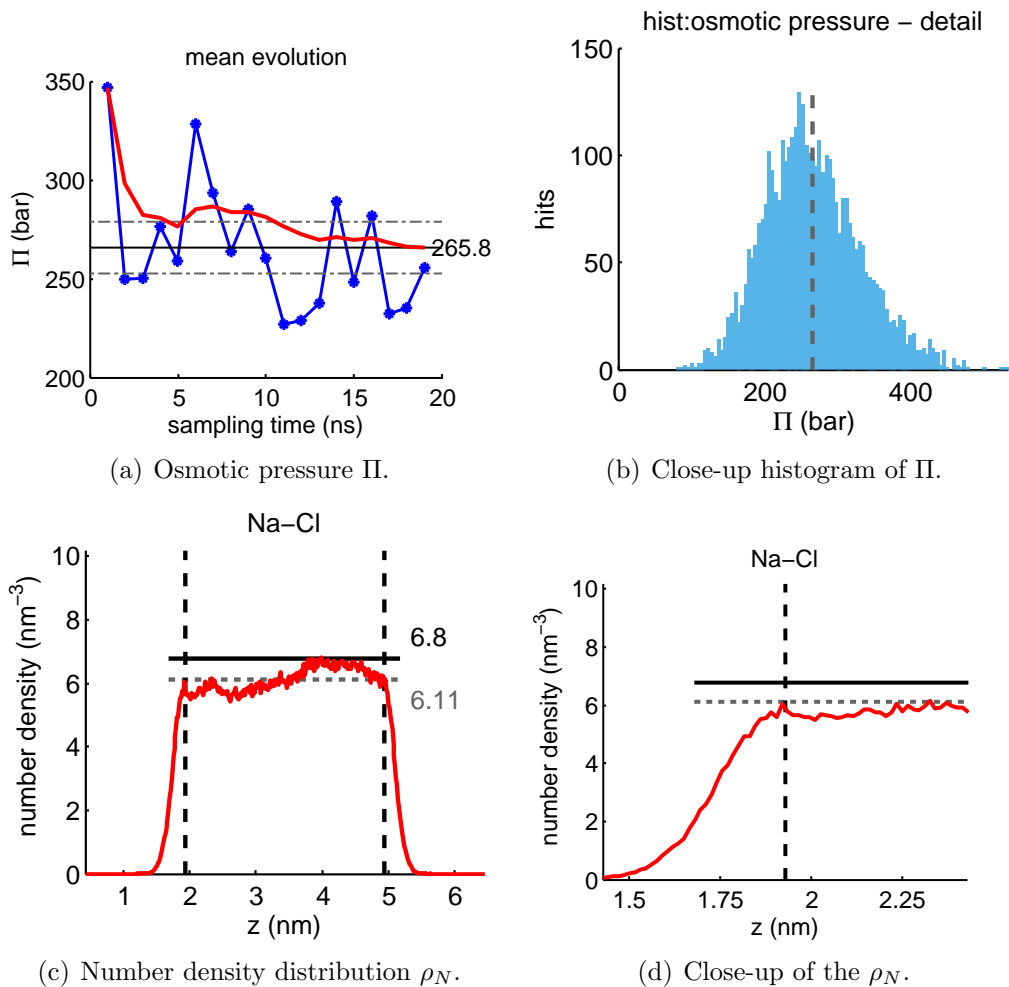 mean evolution
350
300
250
200
Π (bar)
265.8
0
5
10
15
20
sampling time (ns)
(a) Osmotic pressure Π.
hist:osmotic pressure − detail
150
100
50
0
hits
0
200
400
Π (bar)
(b) Close-up histogram of Π.
Na−Cl
10
8
6
4
2
0
number density (nm⁻³)
6.8
6.11
1
2
3
4
5
6
z (nm)
(c) Number density distribution ρ_N.
Na−Cl
10
8
6
4
2
0
number density (nm⁻³)
1.5
1.75
2
2.25
z (nm)
(d) Close-up of the ρ_N.